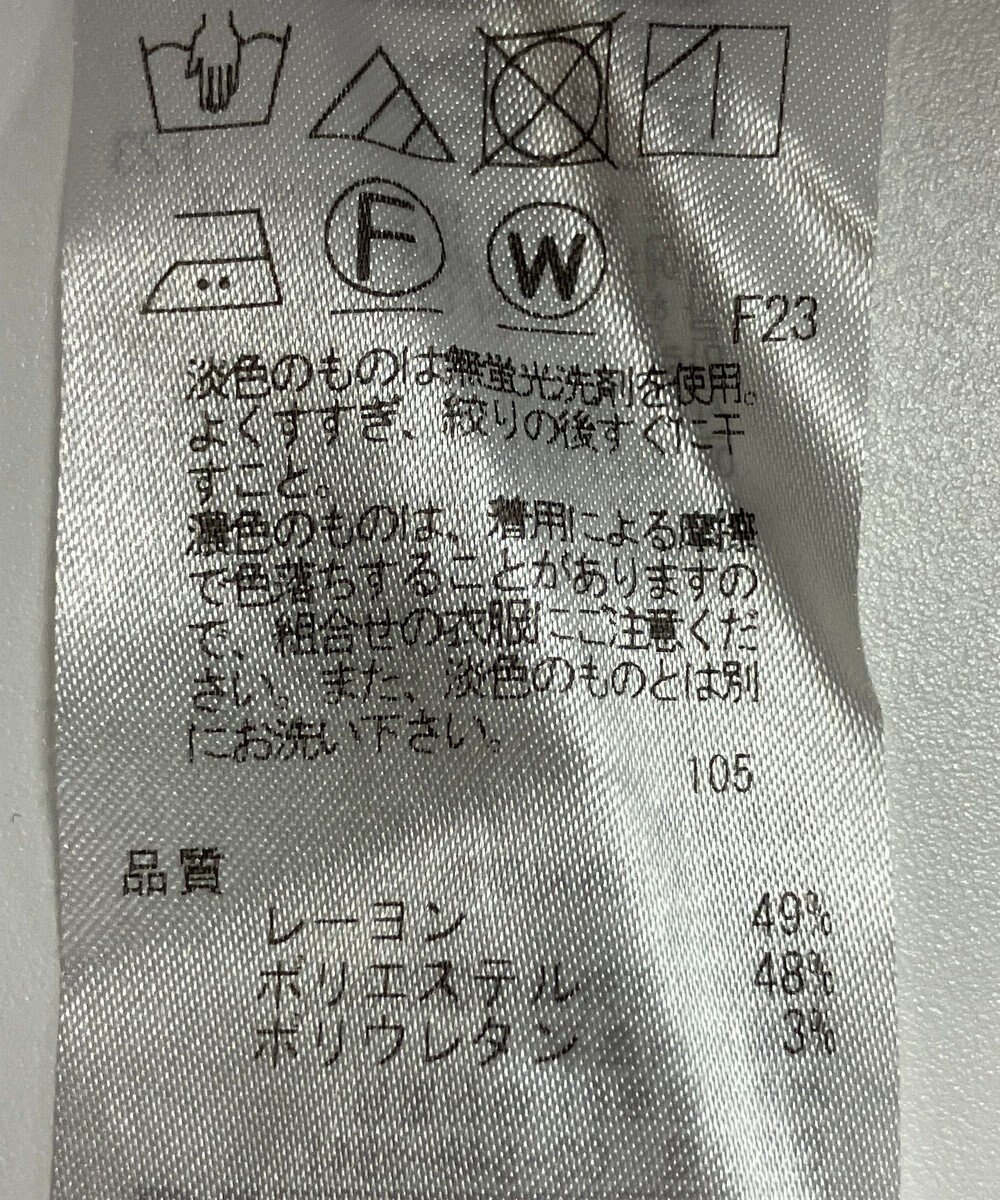 F
W
F23
淡色のものは無蛍光洗剤を使用。
よくすすぎ、絞りの後すぐに干
すこと。
濃色のものは、着用による摩擦
で色落ちすることがありますの
で、組合せの衣服にご注意くだ
さい。また、淡色のものとは別
にお洗い下さい。
105
品質
レーヨン 49%
ポリエステル 48%
ポリウレタン 3%